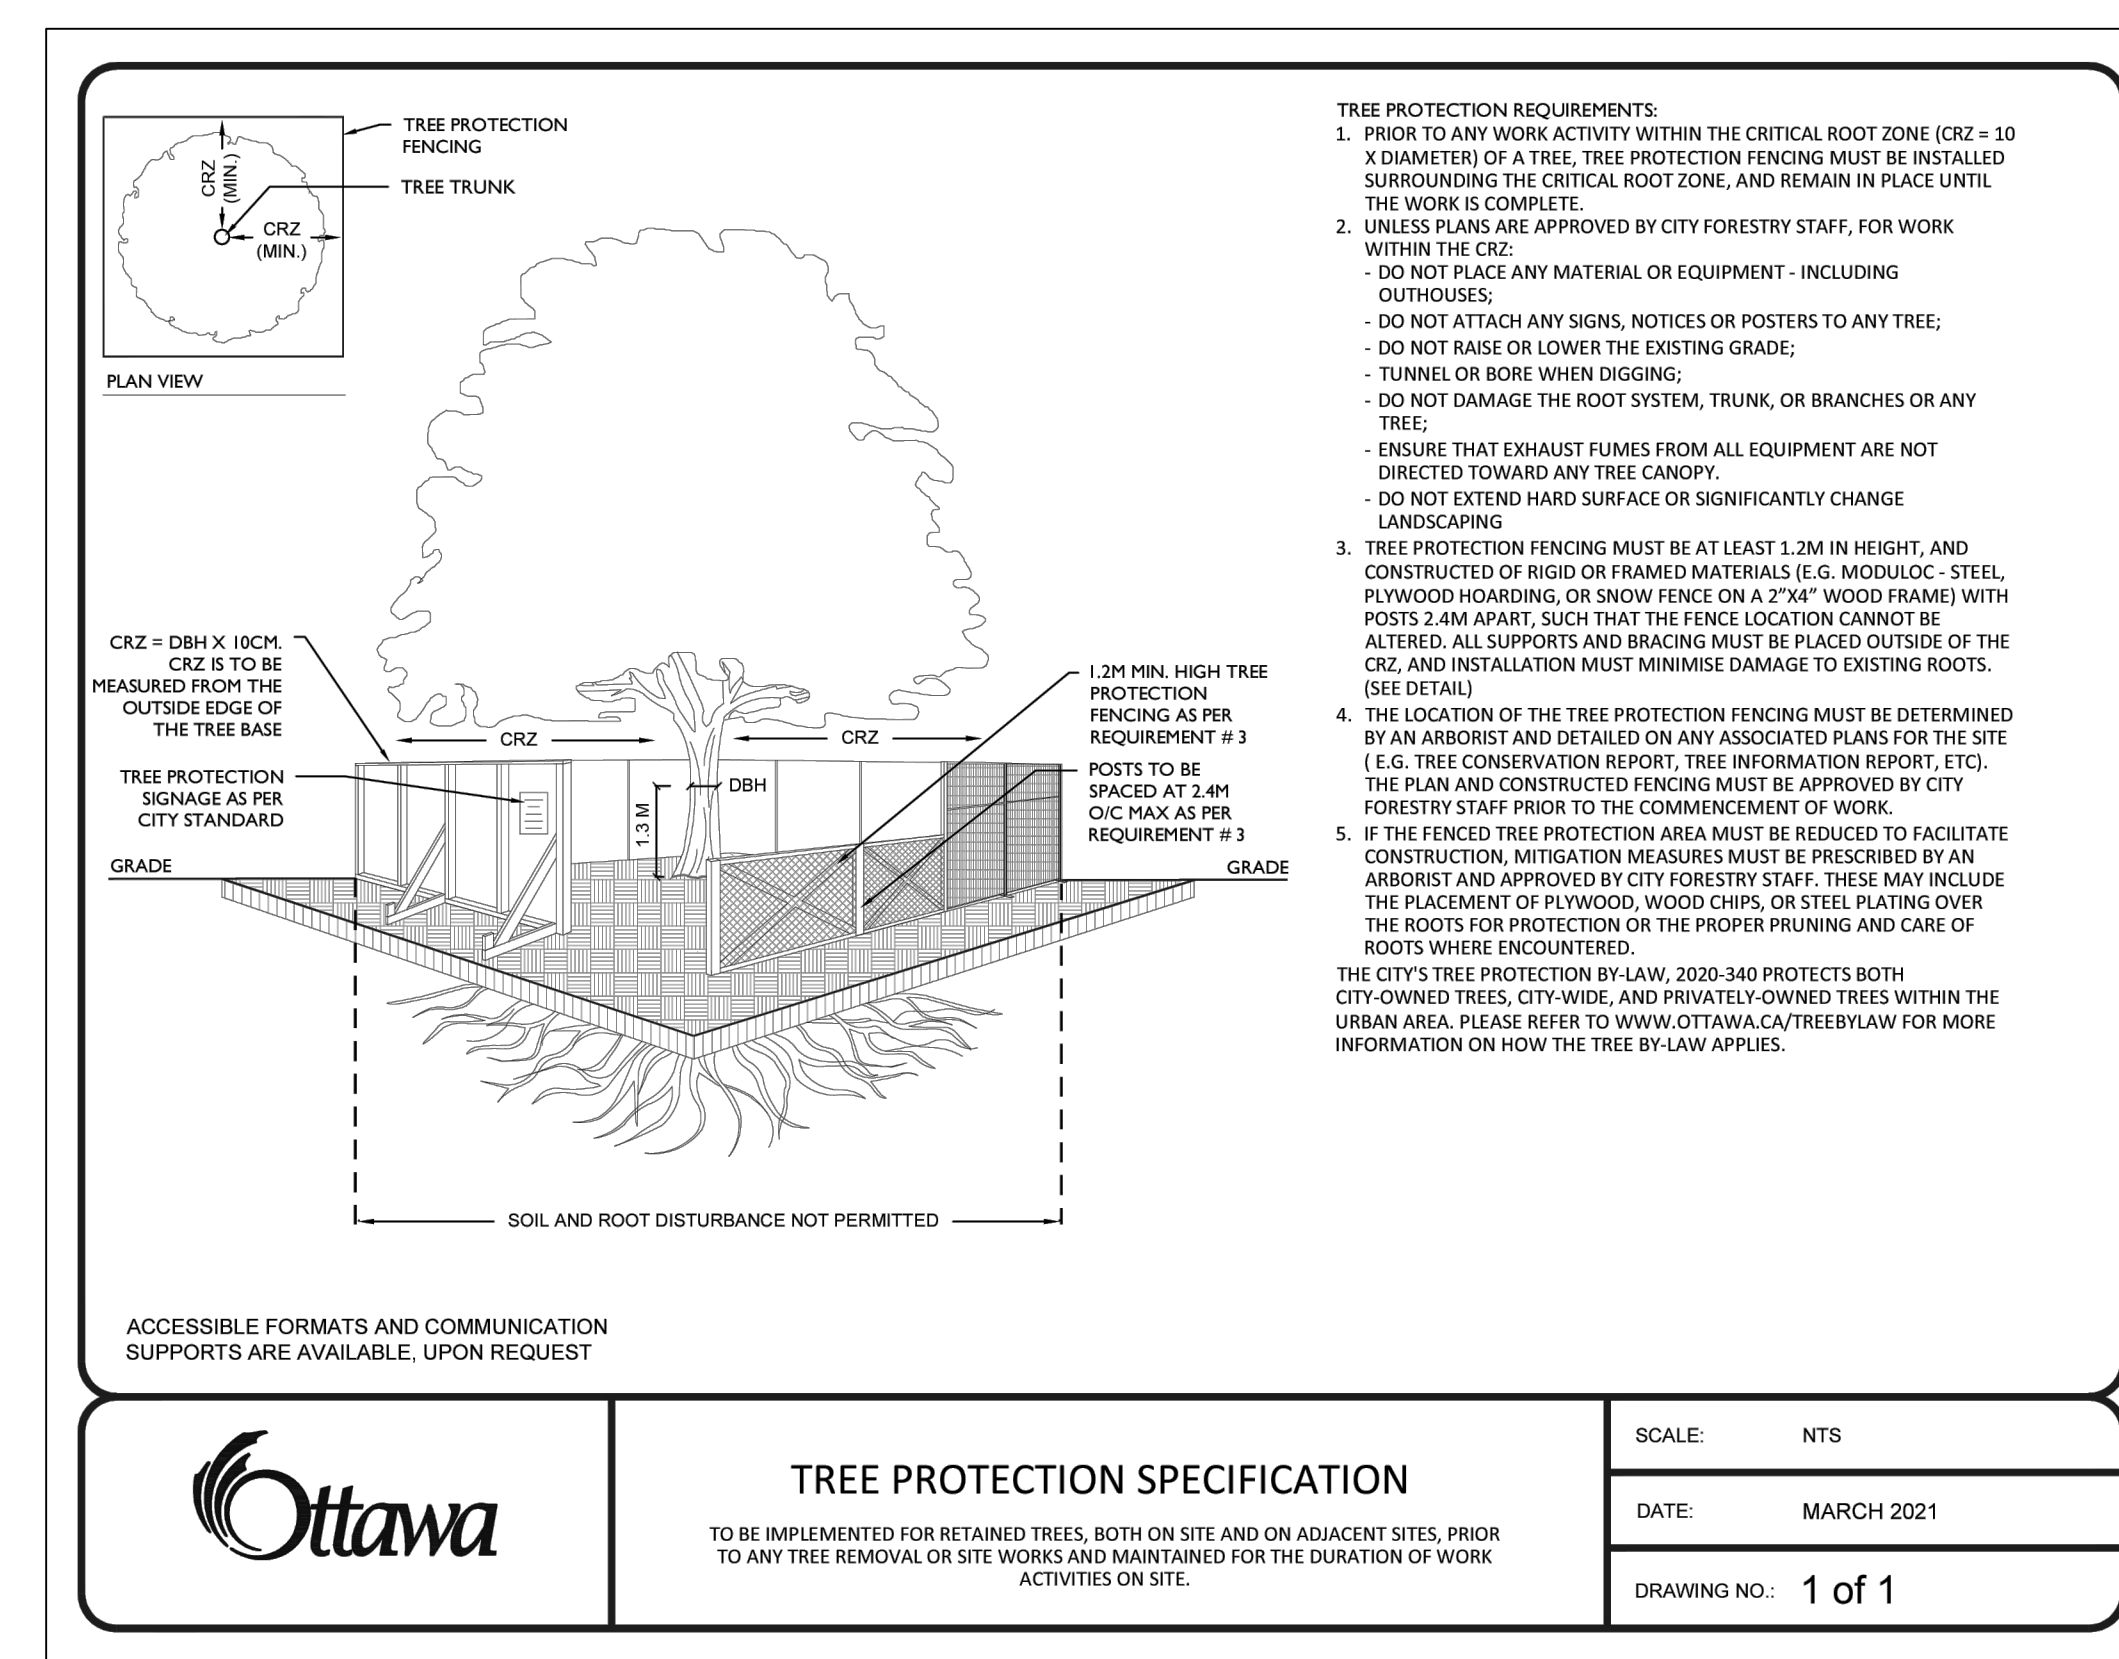 TREE PROTECTION
FENCING
TREE TRUNK
CRZ
(MIN.)
CRZ
(MIN.)
PLAN VIEW
CRZ = DBH X 10CM.
CRZ IS TO BE
MEASURED FROM THE
OUTSIDE EDGE OF
THE TREE BASE
TREE PROTECTION
SIGNAGE AS PER
CITY STANDARD
GRADE
CRZ
CRZ
DBH
1.3 M
1.2M MIN. HIGH TREE
PROTECTION
FENCING AS PER
REQUIREMENT # 3
POSTS TO BE
SPACED AT 2.4M
O/C MAX AS PER
REQUIREMENT # 3
GRADE
SOIL AND ROOT DISTURBANCE NOT PERMITTED
TREE PROTECTION REQUIREMENTS:
1. PRIOR TO ANY WORK ACTIVITY WITHIN THE CRITICAL ROOT ZONE (CRZ = 10
X DIAMETER) OF A TREE, TREE PROTECTION FENCING MUST BE INSTALLED
SURROUNDING THE CRITICAL ROOT ZONE, AND REMAIN IN PLACE UNTIL
THE WORK IS COMPLETE.
2. UNLESS PLANS ARE APPROVED BY CITY FORESTRY STAFF, FOR WORK
WITHIN THE CRZ:
- DO NOT PLACE ANY MATERIAL OR EQUIPMENT - INCLUDING
OUTHOUSES;
- DO NOT ATTACH ANY SIGNS, NOTICES OR POSTERS TO ANY TREE;
- DO NOT RAISE OR LOWER THE EXISTING GRADE;
- TUNNEL OR BORE WHEN DIGGING;
- DO NOT DAMAGE THE ROOT SYSTEM, TRUNK, OR BRANCHES OR ANY
TREE;
- ENSURE THAT EXHAUST FUMES FROM ALL EQUIPMENT ARE NOT
DIRECTED TOWARD ANY TREE CANOPY.
- DO NOT EXTEND HARD SURFACE OR SIGNIFICANTLY CHANGE
LANDSCAPING
3. TREE PROTECTION FENCING MUST BE AT LEAST 1.2M IN HEIGHT, AND
CONSTRUCTED OF RIGID OR FRAMED MATERIALS (E.G. MODULOC - STEEL,
PLYWOOD HOARDING, OR SNOW FENCE ON A 2”X4” WOOD FRAME) WITH
POSTS 2.4M APART, SUCH THAT THE FENCE LOCATION CANNOT BE
ALTERED. ALL SUPPORTS AND BRACING MUST BE PLACED OUTSIDE OF THE
CRZ, AND INSTALLATION MUST MINIMISE DAMAGE TO EXISTING ROOTS.
(SEE DETAIL)
4. THE LOCATION OF THE TREE PROTECTION FENCING MUST BE DETERMINED
BY AN ARBORIST AND DETAILED ON ANY ASSOCIATED PLANS FOR THE SITE
( E.G. TREE CONSERVATION REPORT, TREE INFORMATION REPORT, ETC).
THE PLAN AND CONSTRUCTED FENCING MUST BE APPROVED BY CITY
FORESTRY STAFF PRIOR TO THE COMMENCEMENT OF WORK.
5. IF THE FENCED TREE PROTECTION AREA MUST BE REDUCED TO FACILITATE
CONSTRUCTION, MITIGATION MEASURES MUST BE PRESCRIBED BY AN
ARBORIST AND APPROVED BY CITY FORESTRY STAFF. THESE MAY INCLUDE
THE PLACEMENT OF PLYWOOD, WOOD CHIPS, OR STEEL PLATING OVER
THE ROOTS FOR PROTECTION OR THE PROPER PRUNING AND CARE OF
ROOTS WHERE ENCOUNTERED.
THE CITY'S TREE PROTECTION BY-LAW, 2020-340 PROTECTS BOTH
CITY-OWNED TREES, CITY-WIDE, AND PRIVATELY-OWNED TREES WITHIN THE
URBAN AREA. PLEASE REFER TO WWW.OTTAWA.CA/TREEBYLAW FOR MORE
INFORMATION ON HOW THE TREE BY-LAW APPLIES.
ACCESSIBLE FORMATS AND COMMUNICATION
SUPPORTS ARE AVAILABLE, UPON REQUEST
Ottawa
TREE PROTECTION SPECIFICATION
TO BE IMPLEMENTED FOR RETAINED TREES, BOTH ON SITE AND ON ADJACENT SITES, PRIOR
TO ANY TREE REMOVAL OR SITE WORKS AND MAINTAINED FOR THE DURATION OF WORK
ACTIVITIES ON SITE.
SCALE: NTS
DATE: MARCH 2021
DRAWING NO.: 1 of 1